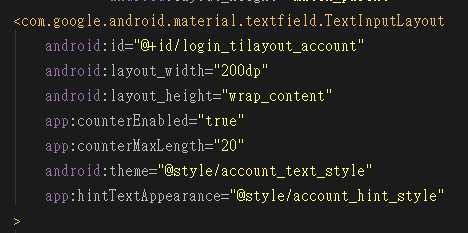 <com.google.android.material.textfield.TextInputLayout
android:id="@+id/login_tilayout_account"
android:layout_width="200dp"
android:layout_height="wrap_content"
app:counterEnabled="true"
app:counterMaxLength="20"
android:theme="@style/account_text_style"
app:hintTextAppearance="@style/account_hint_style"
>